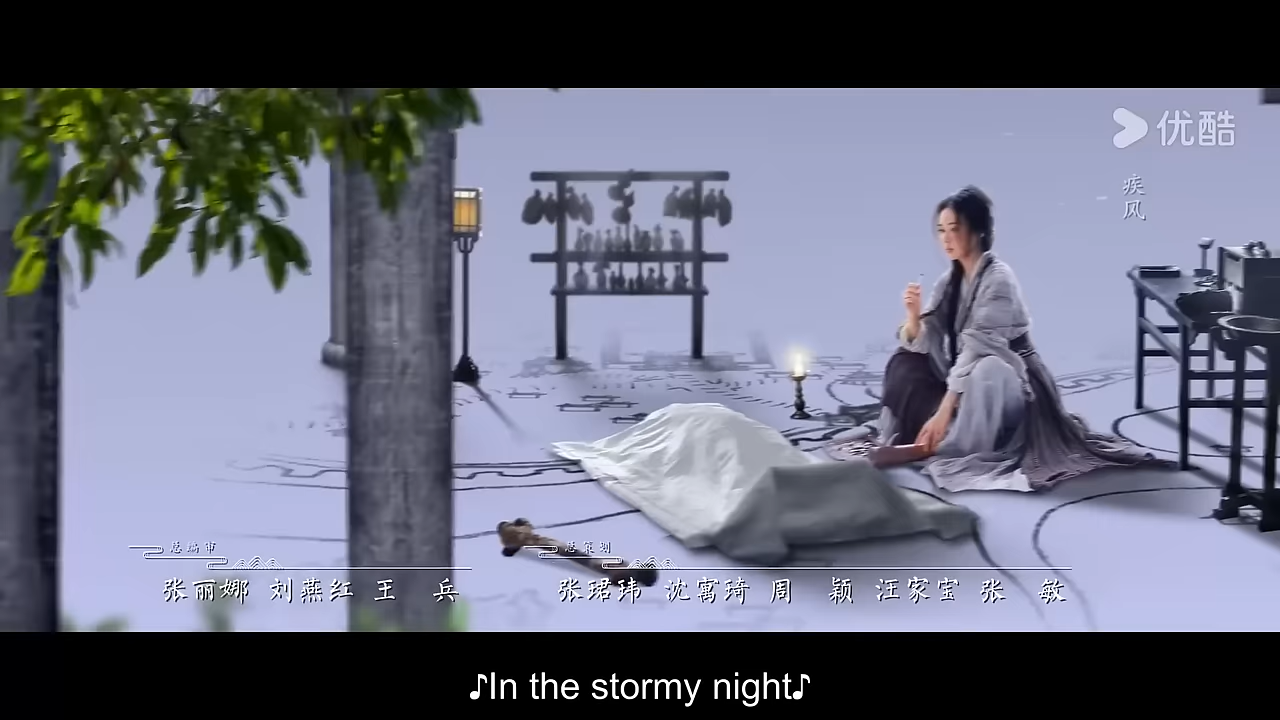 优酷
疾风
总编审
张丽娜 刘燕红 王 兵
总策划
张珺玮 沈寓琦 周 颖 汪家宝 张 敏
♪In the stormy night♪